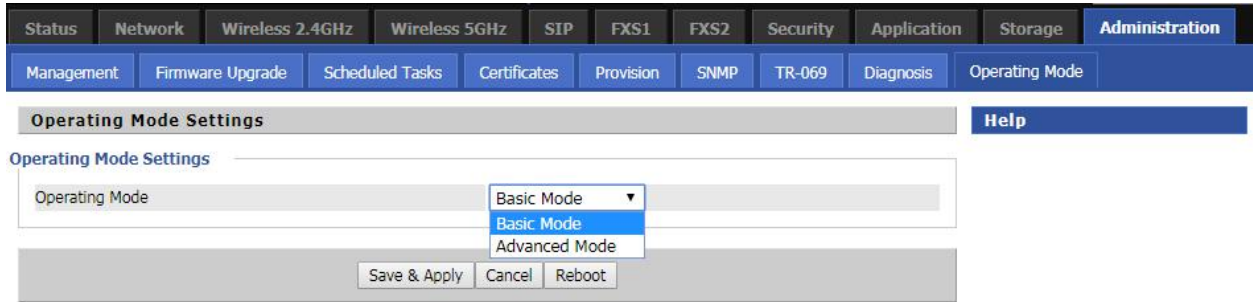 Status Network Wireless 2.4GHz Wireless 5GHz SIP FXS1 FXS2 Security Application Storage Administration
Management Firmware Upgrade Scheduled Tasks Certificates Provision SNMP TR-069 Diagnosis Operating Mode
Operating Mode Settings Help
Operating Mode Settings
Operating Mode Basic Mode
Basic Mode
Advanced Mode
Save & Apply Cancel Reboot